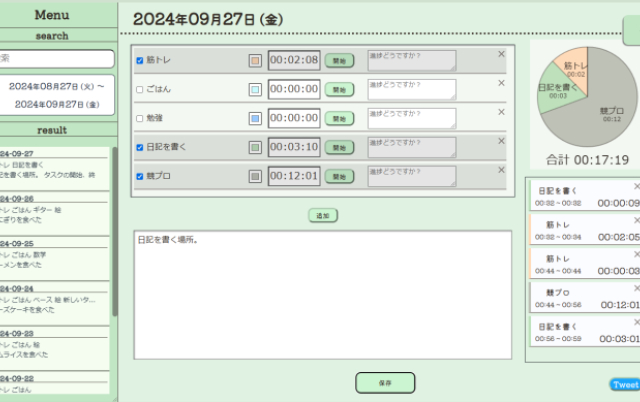 Menu
search
検索
2024年08月27日(火) ～
2024年09月27日(金)
result
24-09-27
トレ 日記を書く
記を書く場所。 タスクの開始、終
24-09-26
トレ ごはん ギター 絵
にぎりを食べた
24-09-25
トレ ごはん 数学
ーメンを食べた
24-09-24
トレ ごはん ベース 絵 新しいタ...
ーズケーキを食べた
24-09-23
トレ ごはん 絵
ムライスを食べた
24-09-22
トレ ごはん
2024年09月27日(金)
筋トレ 00:02:08 開始 進捗どうですか？ ×
ごはん 00:00:00 開始 進捗どうですか？ ×
勉強 00:00:00 開始 進捗どうですか？ ×
日記を書く 00:03:10 開始 進捗どうですか？ ×
競プロ 00:12:01 開始 進捗どうですか？ ×
追加
日記を書く場所。
保存
筋トレ
00:02
日記を書く
00:03
競プロ
00:12
合計 00:17:19
日記を書く ×
00:32～00:32 00:00:09
筋トレ ×
00:32～00:34 00:02:05
筋トレ ×
00:44～00:44 00:00:03
競プロ ×
00:44～00:56 00:12:01
日記を書く ×
00:56～00:59 00:03:01
Tweet